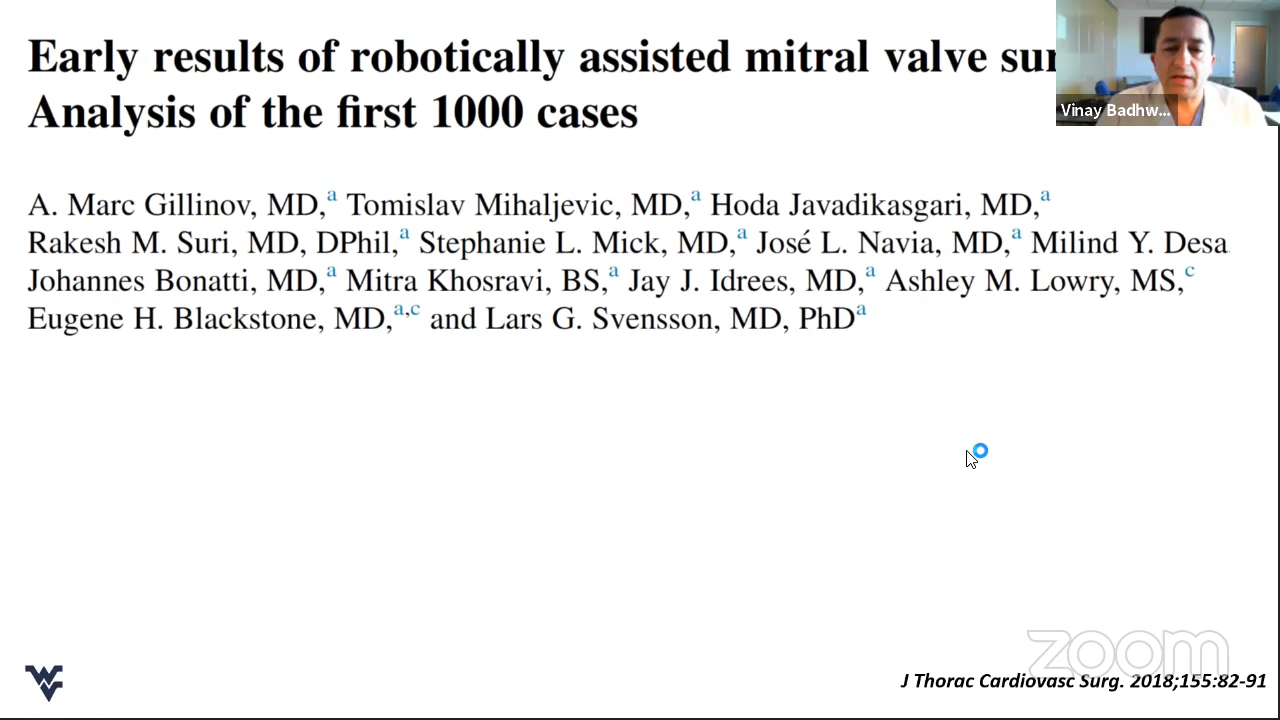 Early results of robotically assisted mitral valve
Analysis of the first 1000 cases
Vinay Badhw...
A. Marc Gillinov, MD,a Tomislav Mihaljevic, MD,a Hoda Javadikasgari, MD,a
Rakesh M. Suri, MD, DPhil,a Stephanie L. Mick, MD,a José L. Navia, MD,a Milind Y. Desa
Johannes Bonatti, MD,a Mitra Khosravi, BS,a Jay J. Idrees, MD,a Ashley M. Lowry, MS,c
Eugene H. Blackstone, MD,a,c and Lars G. Svensson, MD, PhDa
zoom
J Thorac Cardiovasc Surg. 2018;155:82-91
WV